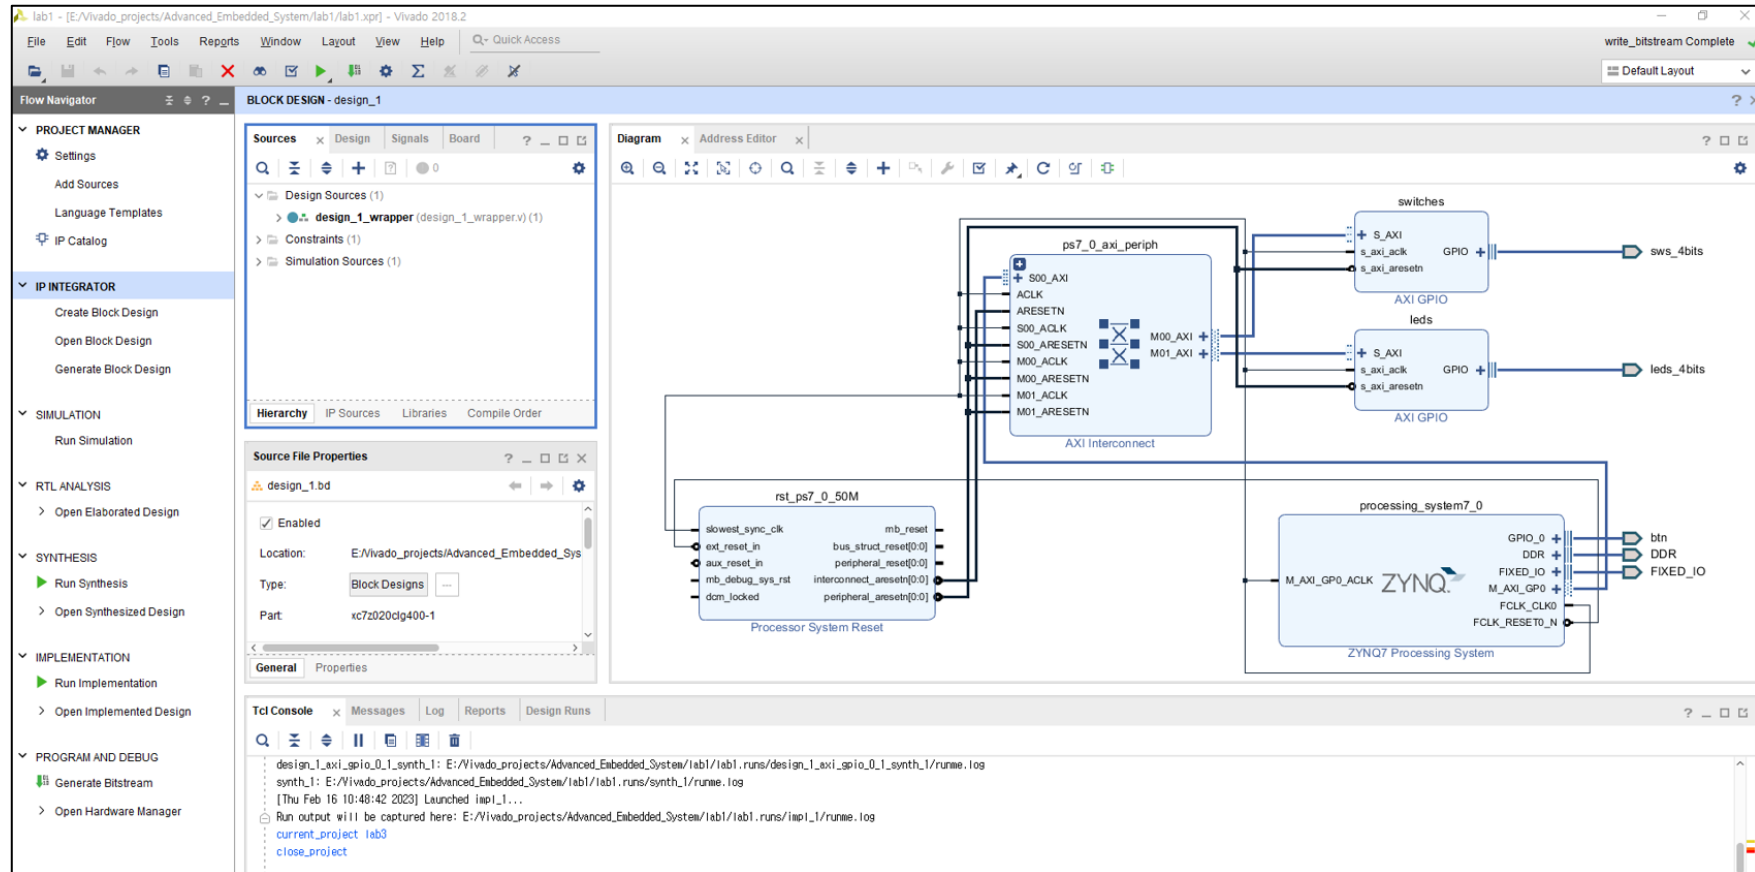 lab1 - [E:/Vivado_projects/Advanced_Embedded_System/lab1/lab1.xpr] - Vivado 2018.2
File Edit Flow Tools Reports Window Layout View Help Quick Access
write_bitstream Complete
Default Layout
Flow Navigator
PROJECT MANAGER
Settings
Add Sources
Language Templates
IP Catalog
IP INTEGRATOR
Create Block Design
Open Block Design
Generate Block Design
SIMULATION
Run Simulation
RTL ANALYSIS
Open Elaborated Design
SYNTHESIS
Run Synthesis
Open Synthesized Design
IMPLEMENTATION
Run Implementation
Open Implemented Design
PROGRAM AND DEBUG
Generate Bitstream
Open Hardware Manager
BLOCK DESIGN - design_1
Sources Design Signals Board
0
Design Sources (1)
design_1_wrapper (design_1_wrapper.v) (1)
Constraints (1)
Simulation Sources (1)
Hierarchy IP Sources Libraries Compile Order
Source File Properties
design_1.bd
Enabled
Location: E:/Vivado_projects/Advanced_Embedded_Sys
Type: Block Designs ...
Part: xc7z020clg400-1
General Properties
Diagram Address Editor
switches
S_AXI
s_axi_aclk GPIO
s_axi_aresetn
AXI GPIO
sws_4bits
leds
S_AXI
s_axi_aclk GPIO
s_axi_aresetn
AXI GPIO
leds_4bits
ps7_0_axi_periph
S00_AXI
ACLK
ARESETN
S00_ACLK
S00_ARESETN
M00_ACLK
M00_ARESETN
M01_ACLK
M01_ARESETN
M00_AXI
M01_AXI
AXI Interconnect
rst_ps7_0_50M
slowest_sync_clk mb_reset
ext_reset_in bus_struct_reset[0:0]
aux_reset_in peripheral_reset[0:0]
mb_debug_sys_rst interconnect_aresetn[0:0]
dcm_locked peripheral_aresetn[0:0]
Processor System Reset
processing_system7_0
GPIO_0
DDR
FIXED_IO
M_AXI_GP0_ACLK ZYNQ M_AXI_GP0
FCLK_CLK0
FCLK_RESET0_N
ZYNQ7 Processing System
btn
DDR
FIXED_IO
Tcl Console Messages Log Reports Design Runs
design_1_axi_gpio_0_1_synth_1: E:/Vivado_projects/Advanced_Embedded_System/lab1/lab1.runs/design_1_axi_gpio_0_1_synth_1/runme.log
synth_1: E:/Vivado_projects/Advanced_Embedded_System/lab1/lab1.runs/synth_1/runme.log
[Thu Feb 16 10:48:42 2023] Launched impl_1...
Run output will be captured here: E:/Vivado_projects/Advanced_Embedded_System/lab1/lab1.runs/impl_1/runme.log
current_project lab3
close_project